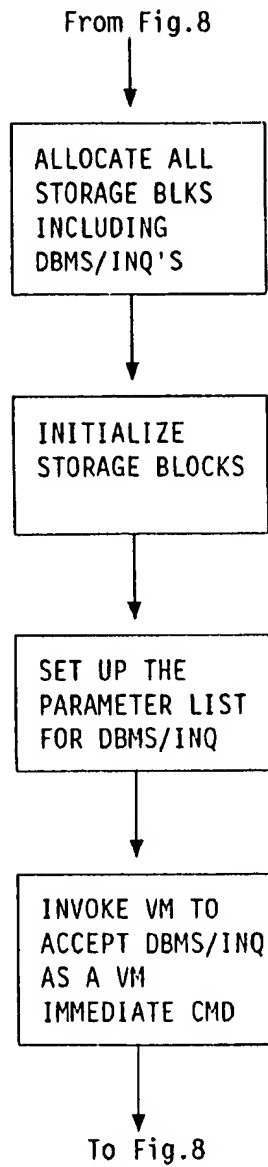 From Fig.8
ALLOCATE ALL
STORAGE BLKS
INCLUDING
DBMS/INQ'S
INITIALIZE
STORAGE BLOCKS
SET UP THE
PARAMETER LIST
FOR DBMS/INQ
INVOKE VM TO
ACCEPT DBMS/INQ
AS A VM
IMMEDIATE CMD
To Fig.8